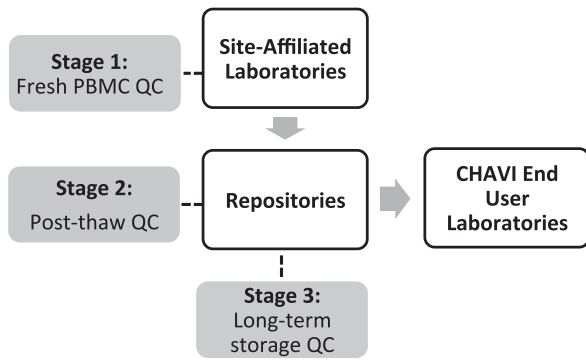 Stage 1:
Fresh PBMC QC
Site-Affiliated
Laboratories
Stage 2:
Post-thaw QC
Repositories
CHAVI End
User
Laboratories
Stage 3:
Long-term
storage QC